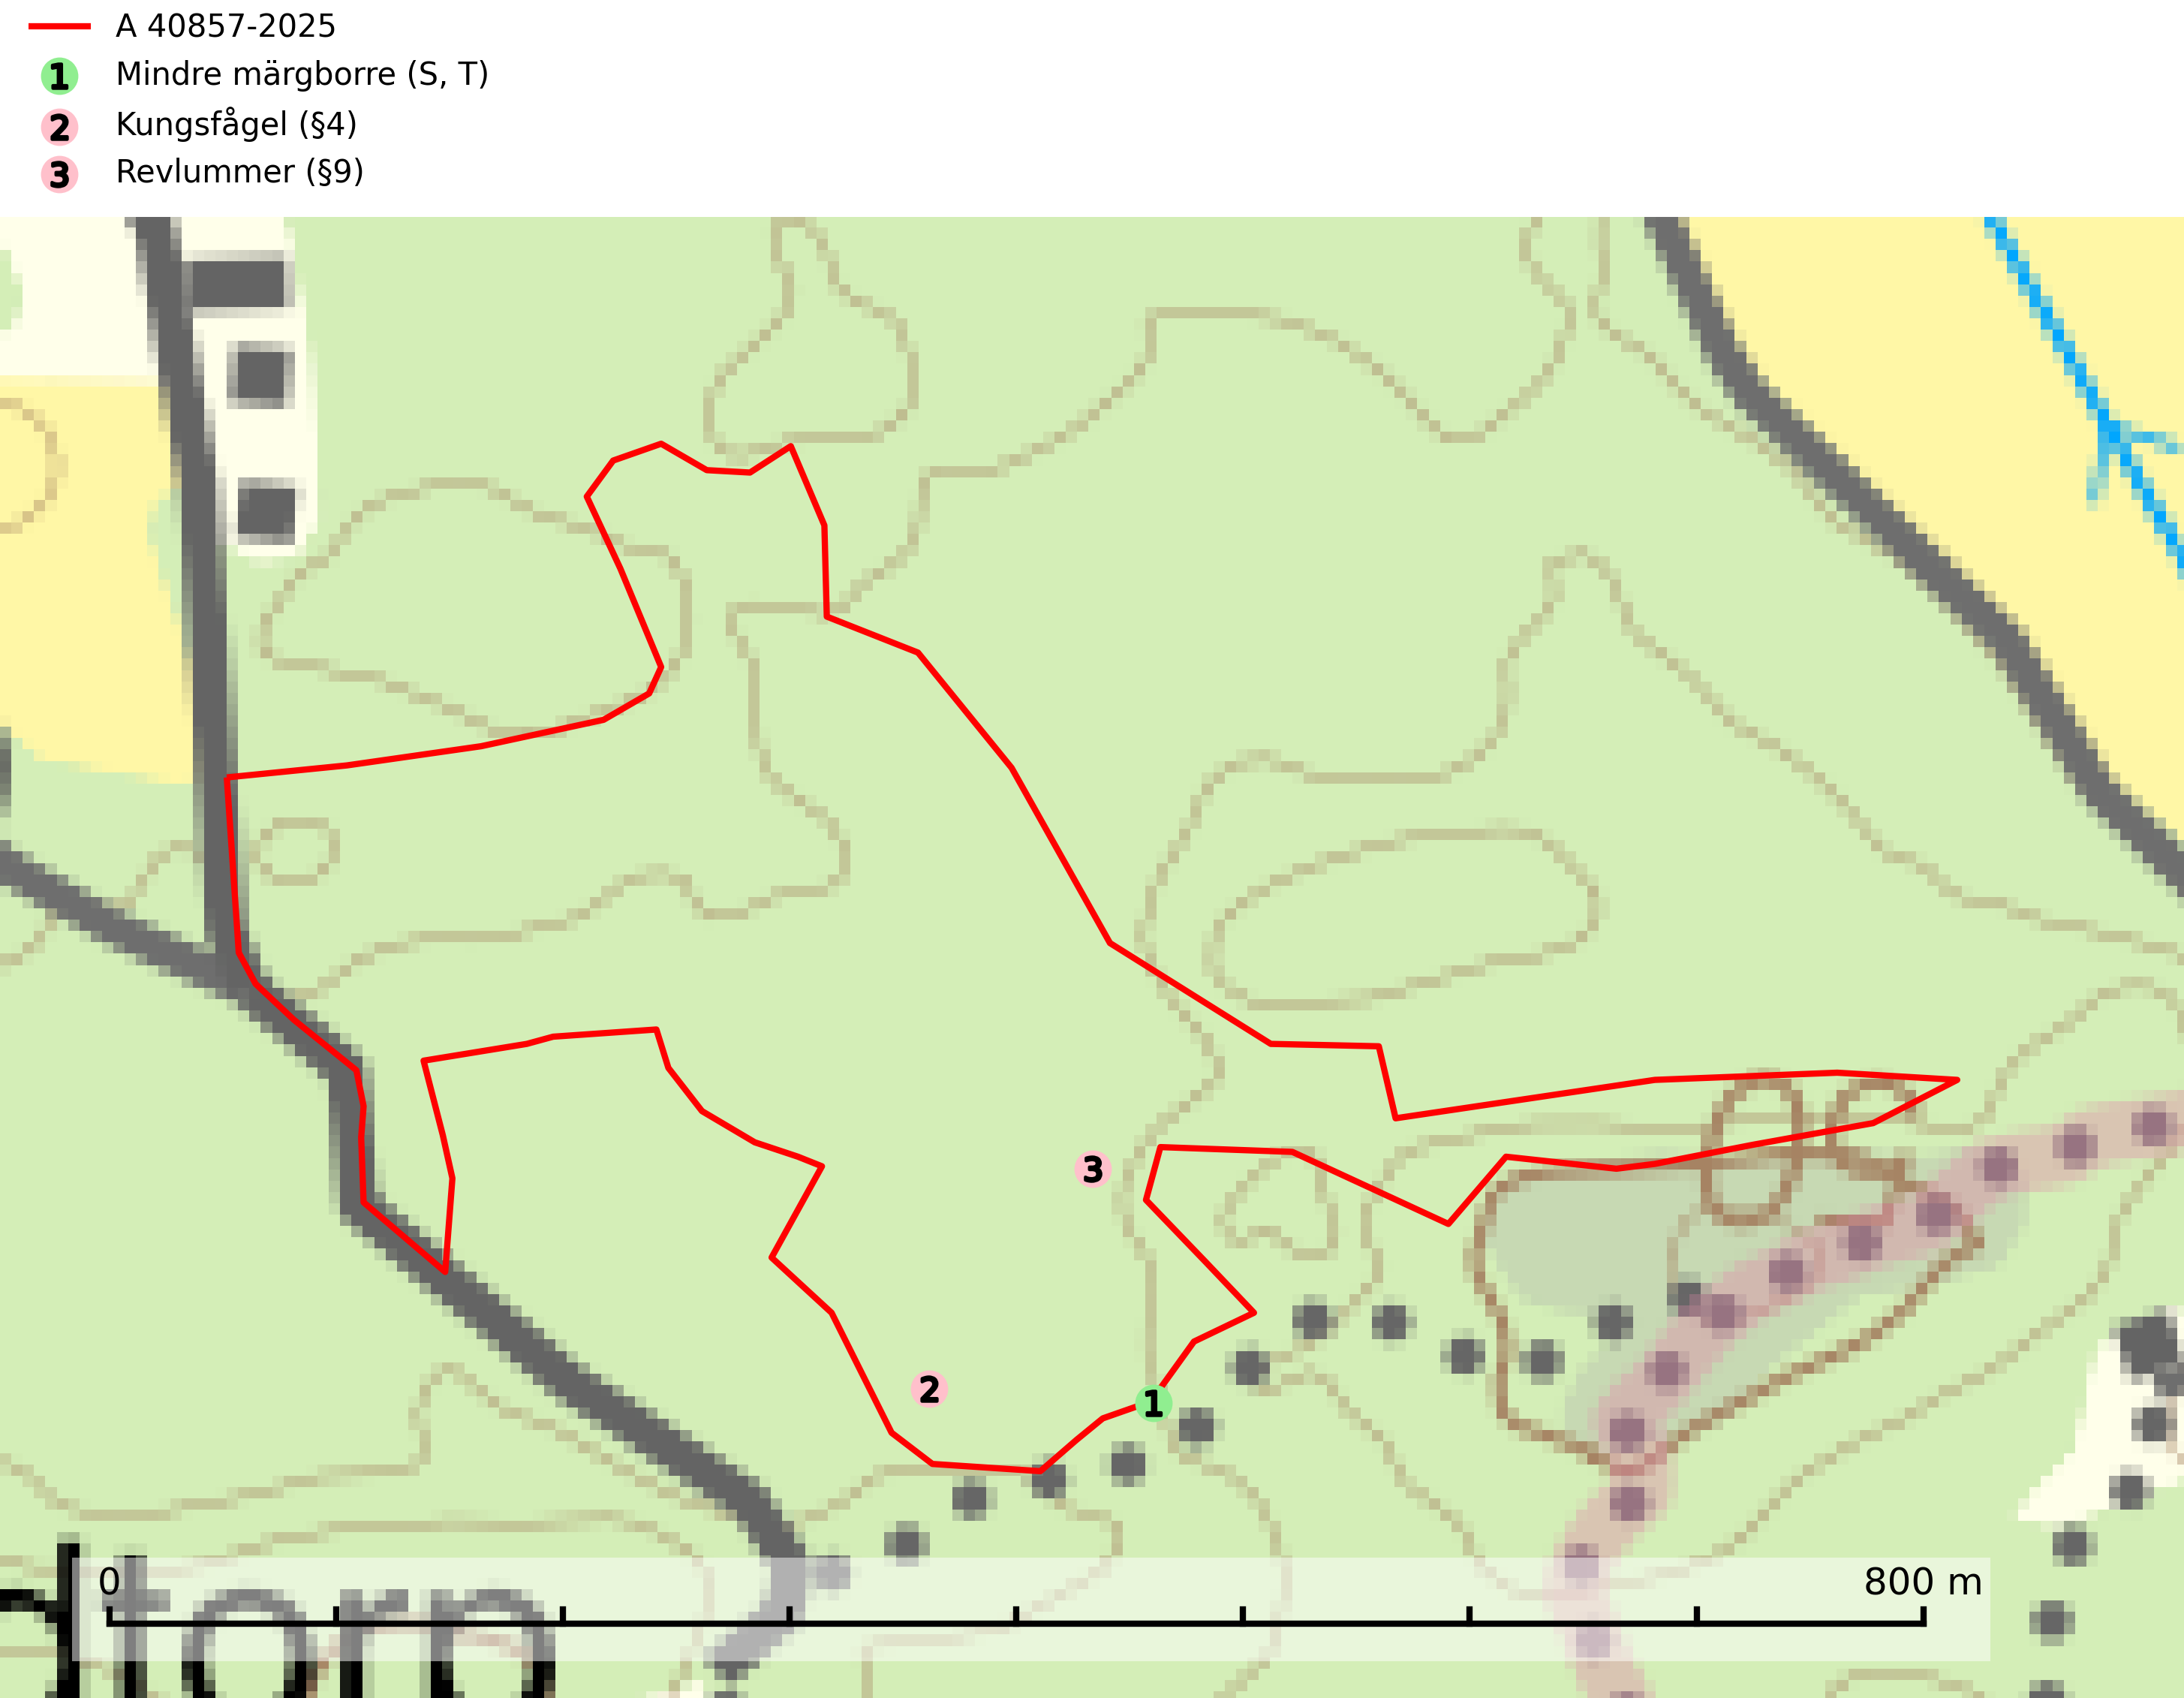 A 40857-2025
1 Mindre märgborre (S, T)
2 Kungsfågel (§4)
3 Revlummer (§9)
3
2
1
0 800 m